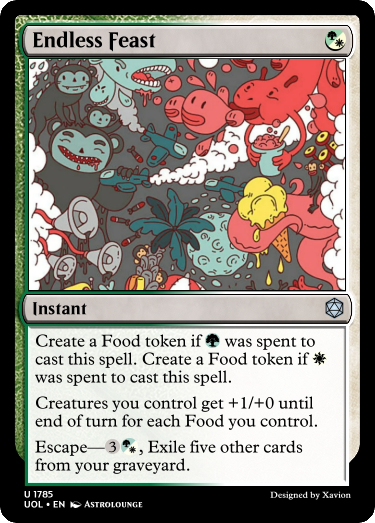 Endless Feast
Instant
Create a Food token if was spent to
cast this spell. Create a Food token if
was spent to cast this spell.
Creatures you control get +1/+0 until
end of turn for each Food you control.
Escape—3, Exile five other cards
from your graveyard.
U 1785
UOL • EN Astrolounge
Designed by Xavion